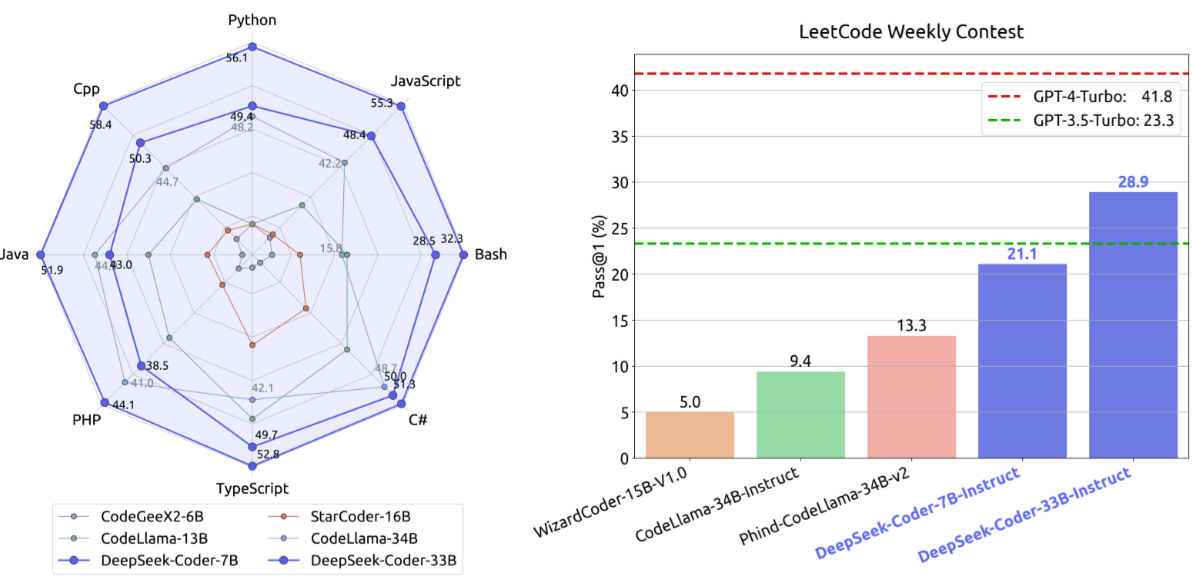 Python
56.1
JavaScript
Cpp
55.3
58.4
49.4
48.2
48.4
50.3
42.2
44.7
28.5
32.3
15.8
Java
Bash
43.0
51.9
38.5
48.7
41.0
50.0
51.3
42.1
44.1
PHP
C#
49.7
52.8
TypeScript
CodeGeeX2-6B
StarCoder-16B
CodeLlama-13B
CodeLlama-34B
DeepSeek-Coder-7B
DeepSeek-Coder-33B
LeetCode Weekly Contest
GPT-4-Turbo: 41.8
GPT-3.5-Turbo: 23.3
Pass@1 (%)
40
35
30
25
20
15
10
5
0
5.0
9.4
13.3
21.1
28.9
WizardCoder-15B-V1.0
CodeLlama-34B-Instruct
Phind-CodeLlama-34B-v2
DeepSeek-Coder-7B-Instruct
DeepSeek-Coder-33B-Instruct